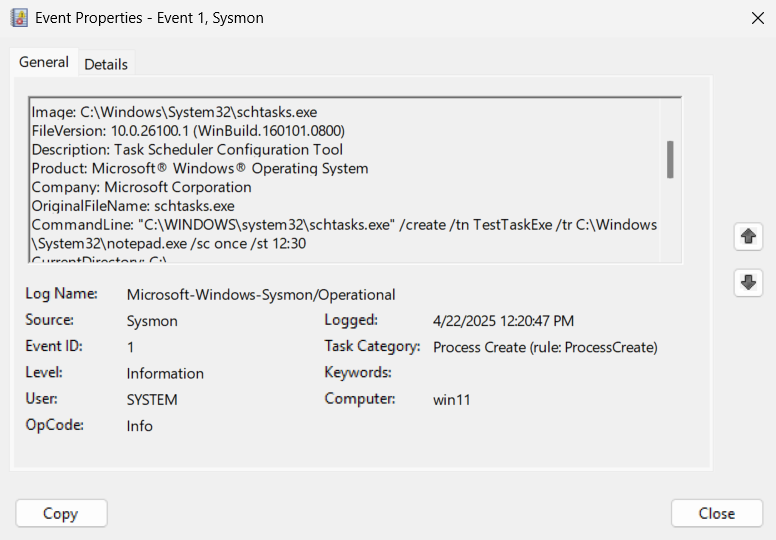 Event Properties - Event 1, Sysmon
General
Details
Image: C:\Windows\System32\schtasks.exe
FileVersion: 10.0.26100.1 (WinBuild.160101.0800)
Description: Task Scheduler Configuration Tool
Product: Microsoft® Windows® Operating System
Company: Microsoft Corporation
OriginalFileName: schtasks.exe
CommandLine: "C:\WINDOWS\system32\schtasks.exe" /create /tn TestTaskExe /tr C:\Windows
\System32\notepad.exe /sc once /st 12:30
CurrentDirectory: C:\
Log Name: Microsoft-Windows-Sysmon/Operational
Source: Sysmon Logged: 4/22/2025 12:20:47 PM
Event ID: 1 Task Category: Process Create (rule: ProcessCreate)
Level: Information Keywords:
User: SYSTEM Computer: win11
OpCode: Info
Copy
Close